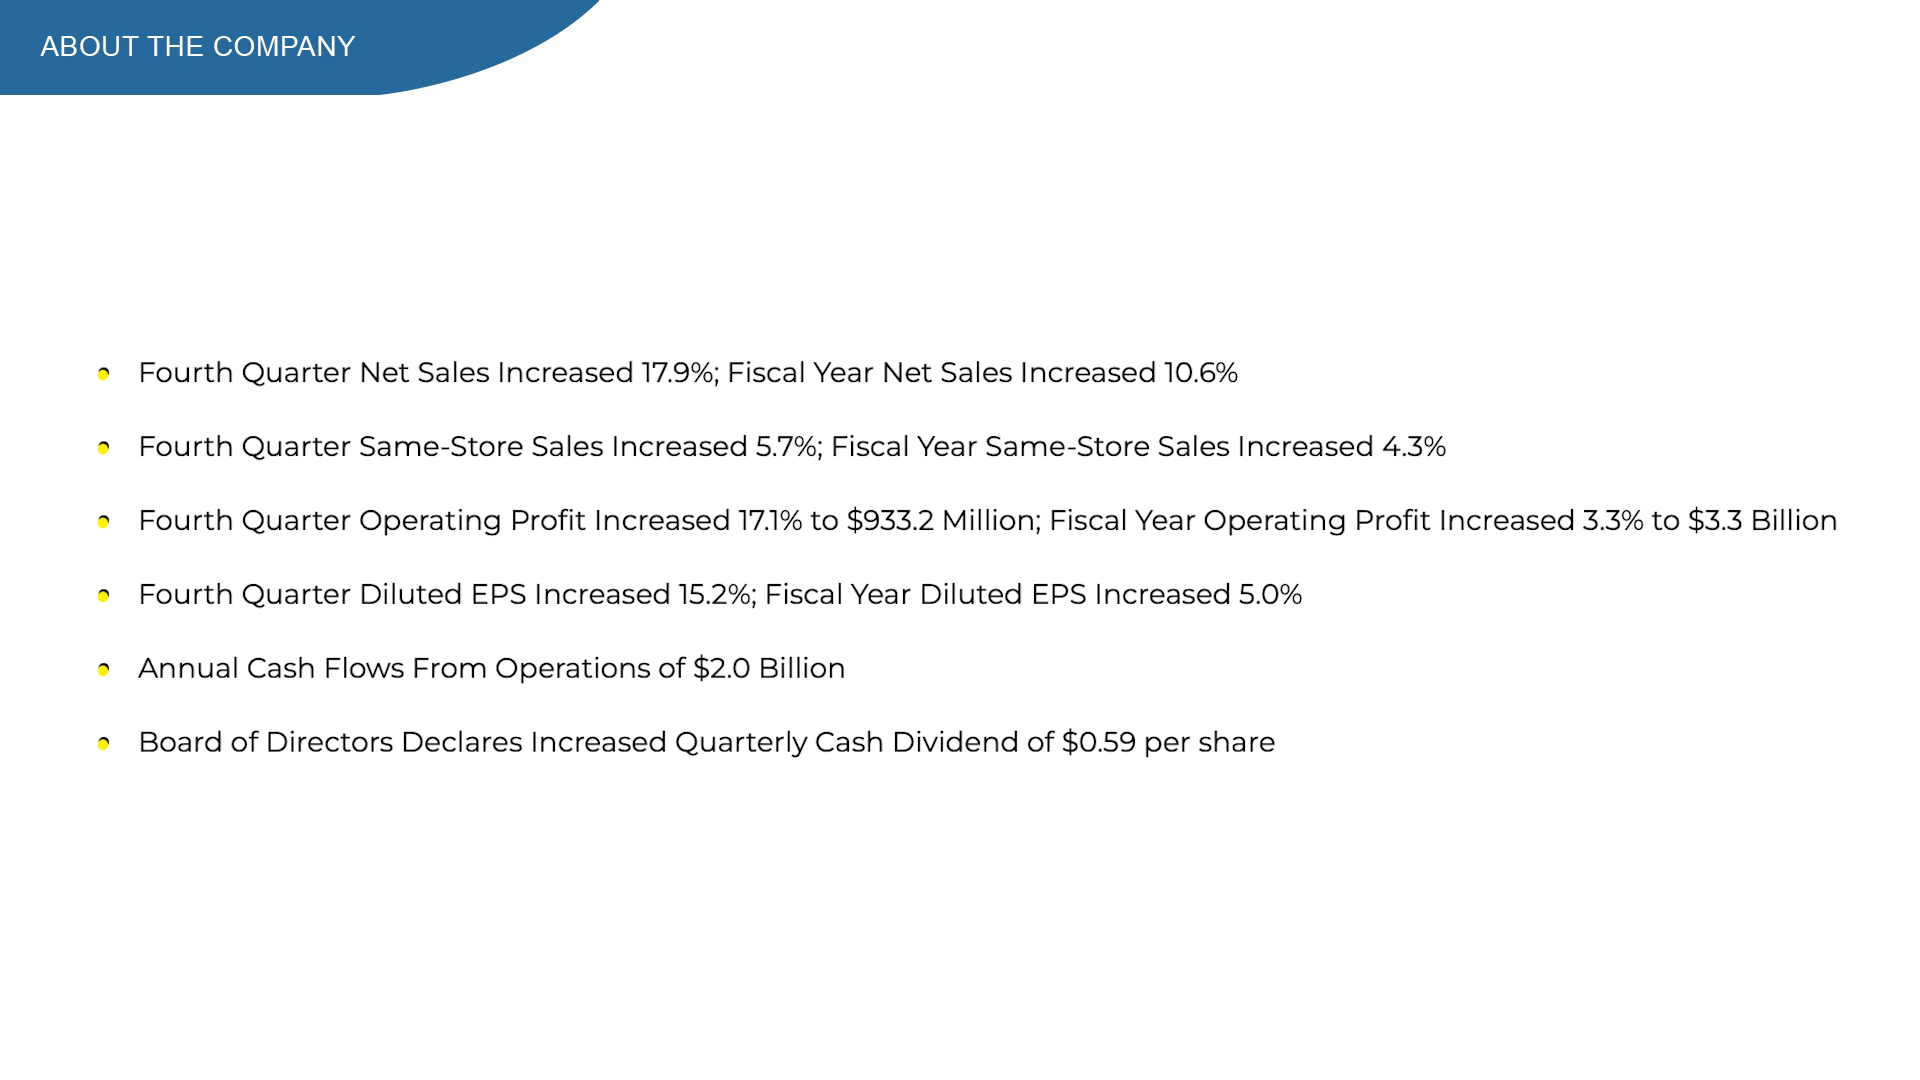 ABOUT THE COMPANY
• Fourth Quarter Net Sales Increased 17.9%; Fiscal Year Net Sales Increased 10.6%
• Fourth Quarter Same-Store Sales Increased 5.7%; Fiscal Year Same-Store Sales Increased 4.3%
• Fourth Quarter Operating Profit Increased 17.1% to $933.2 Million; Fiscal Year Operating Profit Increased 3.3% to $3.3 Billion
• Fourth Quarter Diluted EPS Increased 15.2%; Fiscal Year Diluted EPS Increased 5.0%
• Annual Cash Flows From Operations of $2.0 Billion
• Board of Directors Declares Increased Quarterly Cash Dividend of $0.59 per share